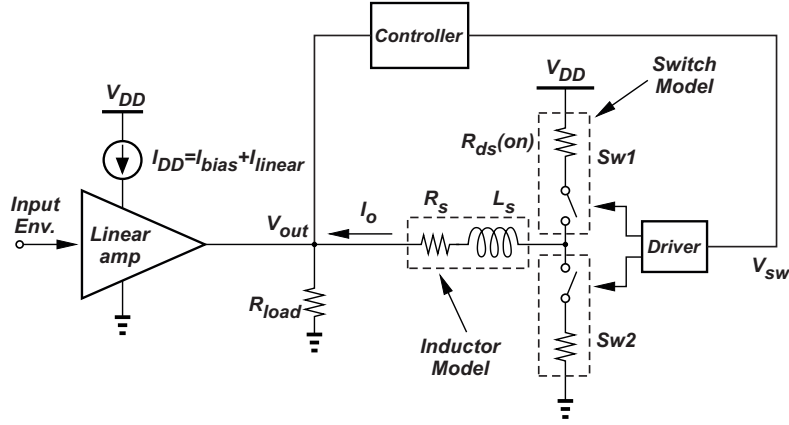 Controller
V_DD
Switch
Model
V_DD
R_ds(on)
Sw1
I_DD=I_bias+I_linear
Input
Env.
Linear
amp
V_out
I_o
R_s
L_s
Driver
V_sw
R_load
Inductor
Model
Sw2